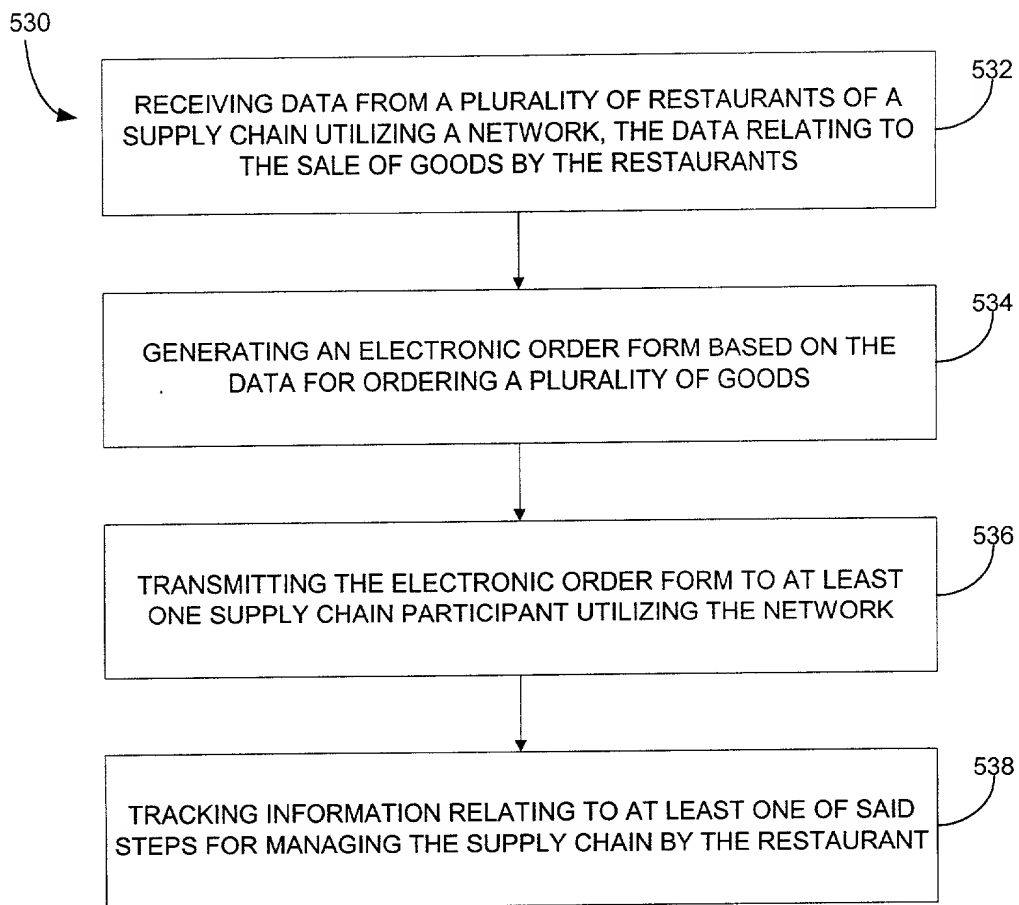 530
532
RECEIVING DATA FROM A PLURALITY OF RESTAURANTS OF A
SUPPLY CHAIN UTILIZING A NETWORK, THE DATA RELATING TO
THE SALE OF GOODS BY THE RESTAURANTS
534
GENERATING AN ELECTRONIC ORDER FORM BASED ON THE
DATA FOR ORDERING A PLURALITY OF GOODS
536
TRANSMITTING THE ELECTRONIC ORDER FORM TO AT LEAST
ONE SUPPLY CHAIN PARTICIPANT UTILIZING THE NETWORK
538
TRACKING INFORMATION RELATING TO AT LEAST ONE OF SAID
STEPS FOR MANAGING THE SUPPLY CHAIN BY THE RESTAURANT